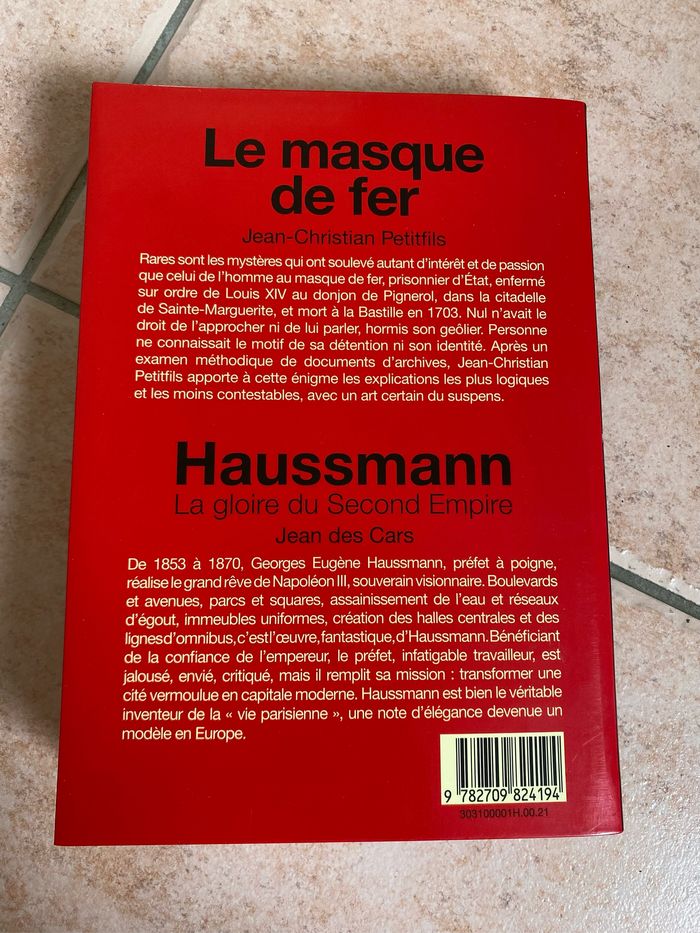 Le masque
de fer
Jean-Christian Petitfils
Rares sont les mystères qui ont soulevé autant d'intérêt et de passion
que celui de l'homme au masque de fer, prisonnier d'État, enfermé
sur ordre de Louis XIV au donjon de Pignerol, dans la citadelle
de Sainte-Marguerite, et mort à la Bastille en 1703. Nul n'avait le
droit de l'approcher ni de lui parler, hormis son geôlier. Personne
ne connaissait le motif de sa détention ni son identité. Après un
examen méthodique de documents d'archives, Jean-Christian
Petitfils apporte à cette énigme les explications les plus logiques
et les moins contestables, avec un art certain du suspens.
Haussmann
La gloire du Second Empire
Jean des Cars
De 1853 à 1870, Georges Eugène Haussmann, préfet à poigne,
réalise le grand rêve de Napoléon III, souverain visionnaire. Boulevards
et avenues, parcs et squares, assainissement de l'eau et réseaux
d'égout, immeubles uniformes, création des halles centrales et des
lignes d'omnibus, c'est l'œuvre, fantastique, d'Haussmann. Bénéficiant
de la confiance de l'empereur, le préfet, infatigable travailleur, est
jalousé, envié, critiqué, mais il remplit sa mission : transformer une
cité vermoulue en capitale moderne. Haussmann est bien le véritable
inventeur de la « vie parisienne », une note d'élégance devenue un
modèle en Europe.
9 782709 824194
303100001H.00.21